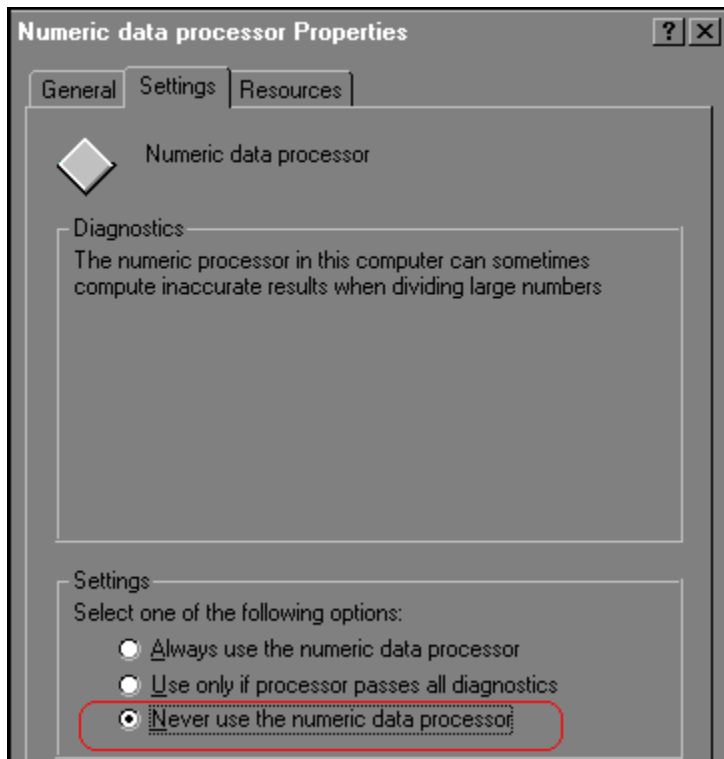 Numeric data processor Properties
General Settings Resources
Numeric data processor
Diagnostics
The numeric processor in this computer can sometimes
compute inaccurate results when dividing large numbers
Settings
Select one of the following options:
Always use the numeric data processor
Use only if processor passes all diagnostics
Never use the numeric data processor